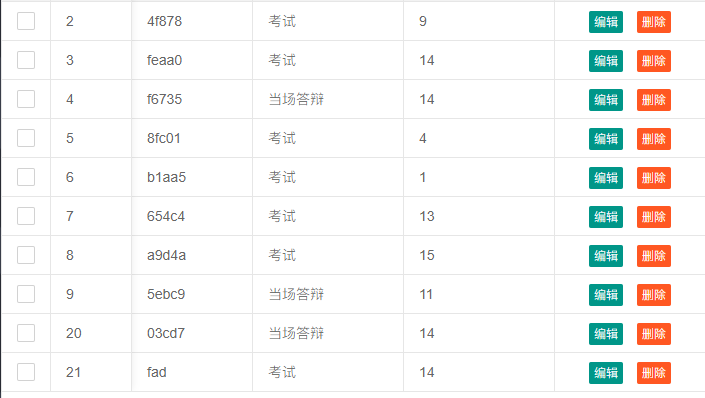 2 4f878 考试 9 编辑 删除
3 feaa0 考试 14 编辑 删除
4 f6735 当场答辩 14 编辑 删除
5 8fc01 考试 4 编辑 删除
6 b1aa5 考试 1 编辑 删除
7 654c4 考试 13 编辑 删除
8 a9d4a 考试 15 编辑 删除
9 5ebc9 当场答辩 11 编辑 删除
20 03cd7 当场答辩 14 编辑 删除
21 fad 考试 14 编辑 删除